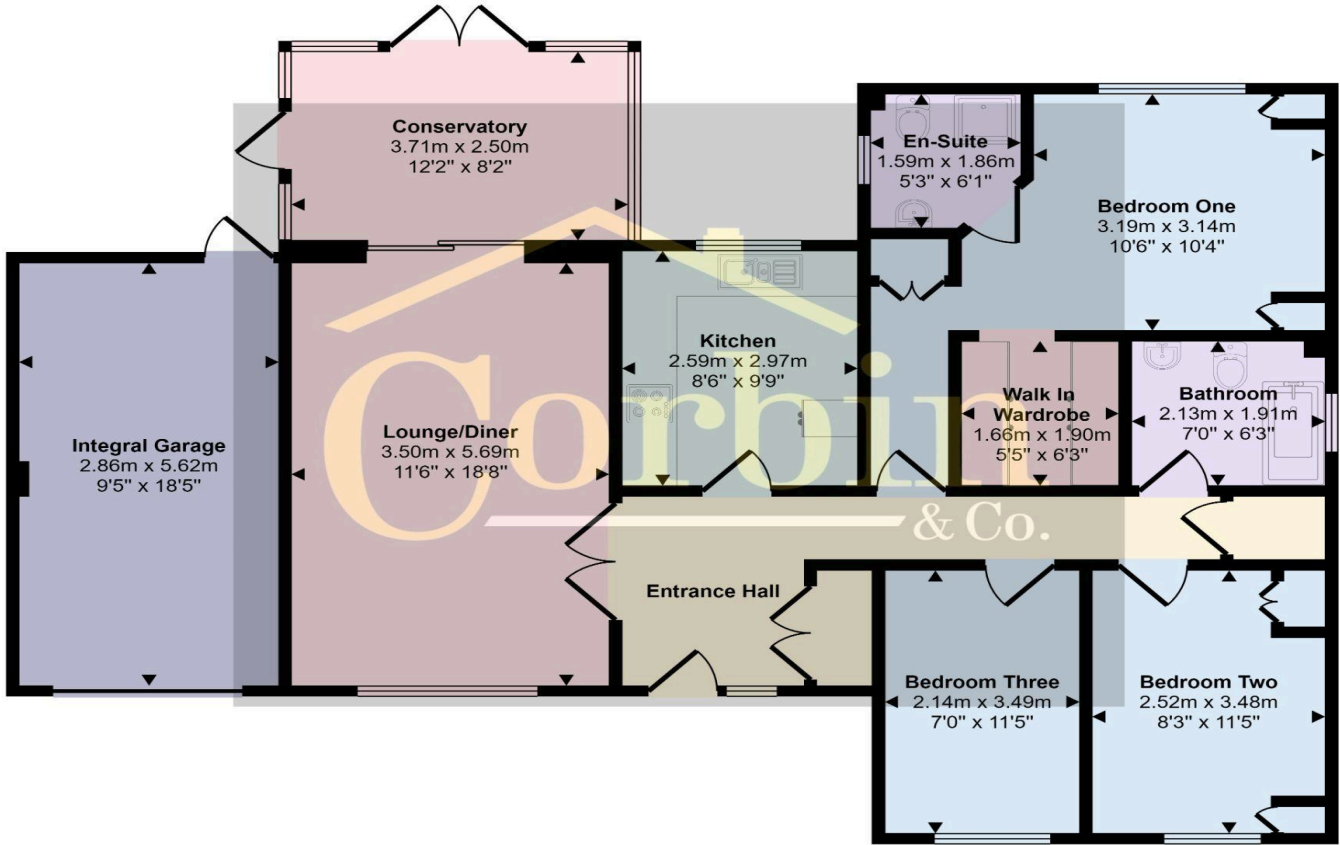 Conservatory
3.71m x 2.50m
12'2" x 8'2"
En-Suite
1.59m x 1.86m
5'3" x 6'1"
Bedroom One
3.19m x 3.14m
10'6" x 10'4"
Kitchen
2.59m x 2.97m
8'6" x 9'9"
Walk In
Wardrobe
1.66m x 1.90m
5'5" x 6'3"
Bathroom
2.13m x 1.91m
7'0" x 6'3"
Integral Garage
2.86m x 5.62m
9'5" x 18'5"
Lounge/Diner
3.50m x 5.69m
11'6" x 18'8"
Corbin
& Co.
Entrance Hall
Bedroom Three
2.14m x 3.49m
7'0" x 11'5"
Bedroom Two
2.52m x 3.48m
8'3" x 11'5"